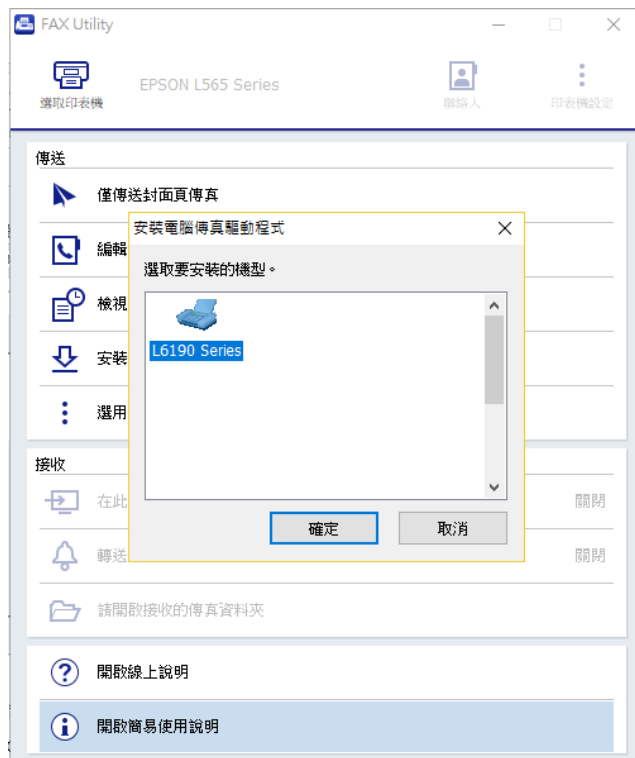 FAX Utility
選取印表機
EPSON L565 Series
聯絡人
印表機設定
傳送
僅傳送封面頁傳真
編輯
檢視
安裝
選用
安裝電腦傳真驅動程式
選取要安裝的機型。
L6190 Series
確定
取消
接收
在此
關閉
轉送
關閉
請開啟接收的傳真資料夾
開啟線上說明
開啟簡易使用說明